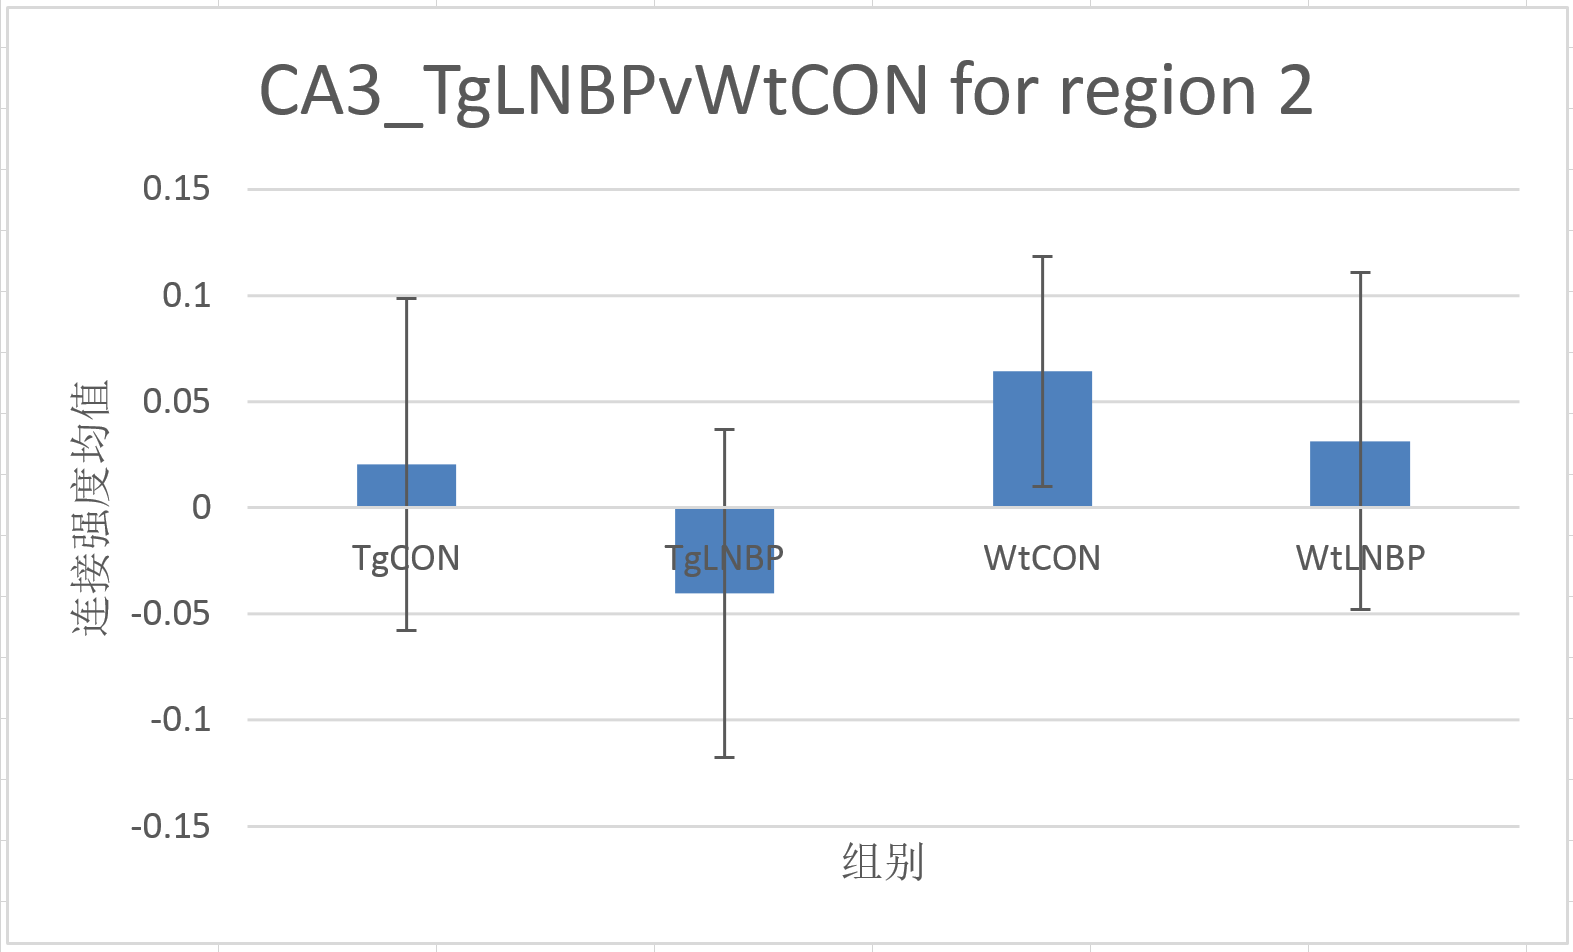 CA3_TgLNBPvWtCON for region 2
0.15
0.1
0.05
0
-0.05
-0.1
-0.15
连接强度均值
TgCON
TgLNBP
WtCON
WtLNBP
组别